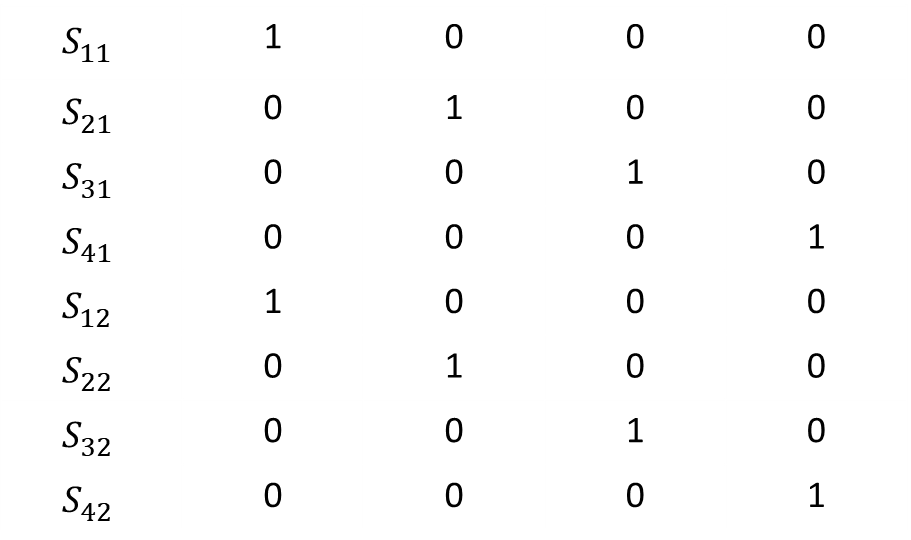 S₁₁ 1 0 0 0
S₂₁ 0 1 0 0
S₃₁ 0 0 1 0
S₄₁ 0 0 0 1
S₁₂ 1 0 0 0
S₂₂ 0 1 0 0
S₃₂ 0 0 1 0
S₄₂ 0 0 0 1